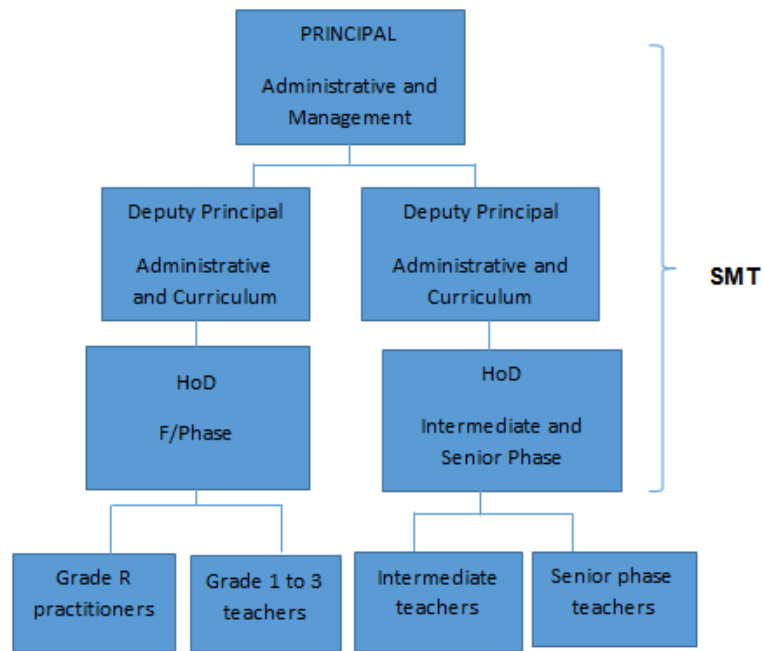 PRINCIPAL
Administrative and
Management
Deputy Principal
Administrative
and Curriculum
Deputy Principal
Administrative and
Curriculum
SMT
HoD
F/Phase
HoD
Intermediate and
Senior Phase
Grade R
practitioners
Grade 1 to 3
teachers
Intermediate
teachers
Senior phase
teachers